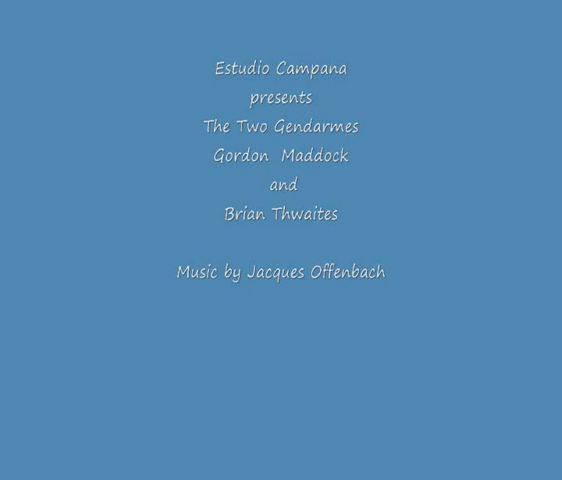 Estudio Campana
presents
The Two Gendarmes
Gordon Maddock
and
Brian Thwaites
Music by Jacques Offenbach